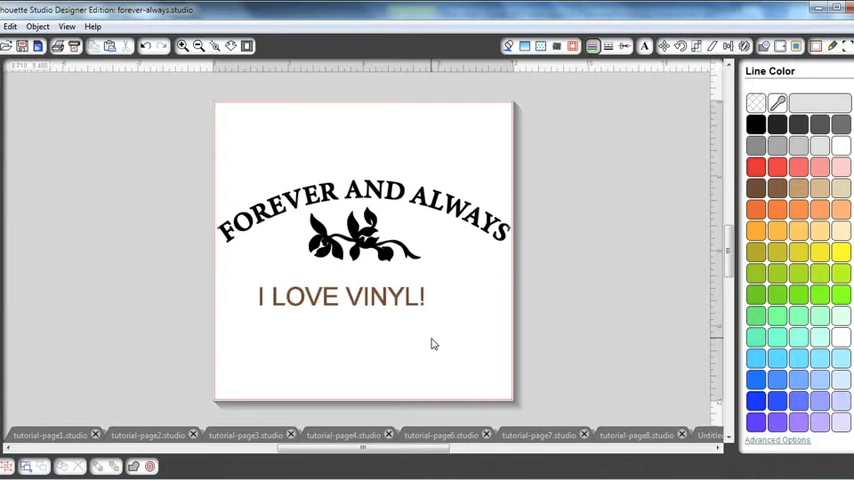 houette Studio Designer Edition: forever-always.studio
Edit Object View Help
Line Color
FOREVER AND ALWAYS
I LOVE VINYL!
tutorial-page1.studio tutorial-page2.studio tutorial-page3.studio tutorial-page4.studio tutorial-page6.studio tutorial-page7.studio tutorial-page8.studio Untitle
Advanced Options